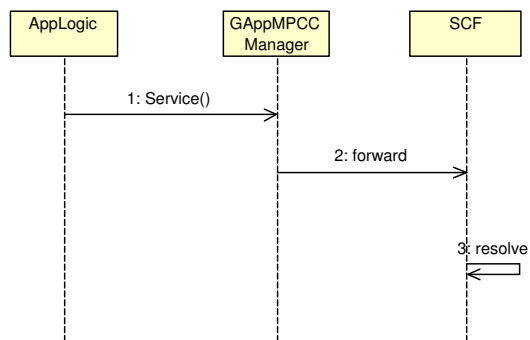 AppLogic
GAppMPCC
Manager
SCF
1: Service()
2: forward
3: resolve